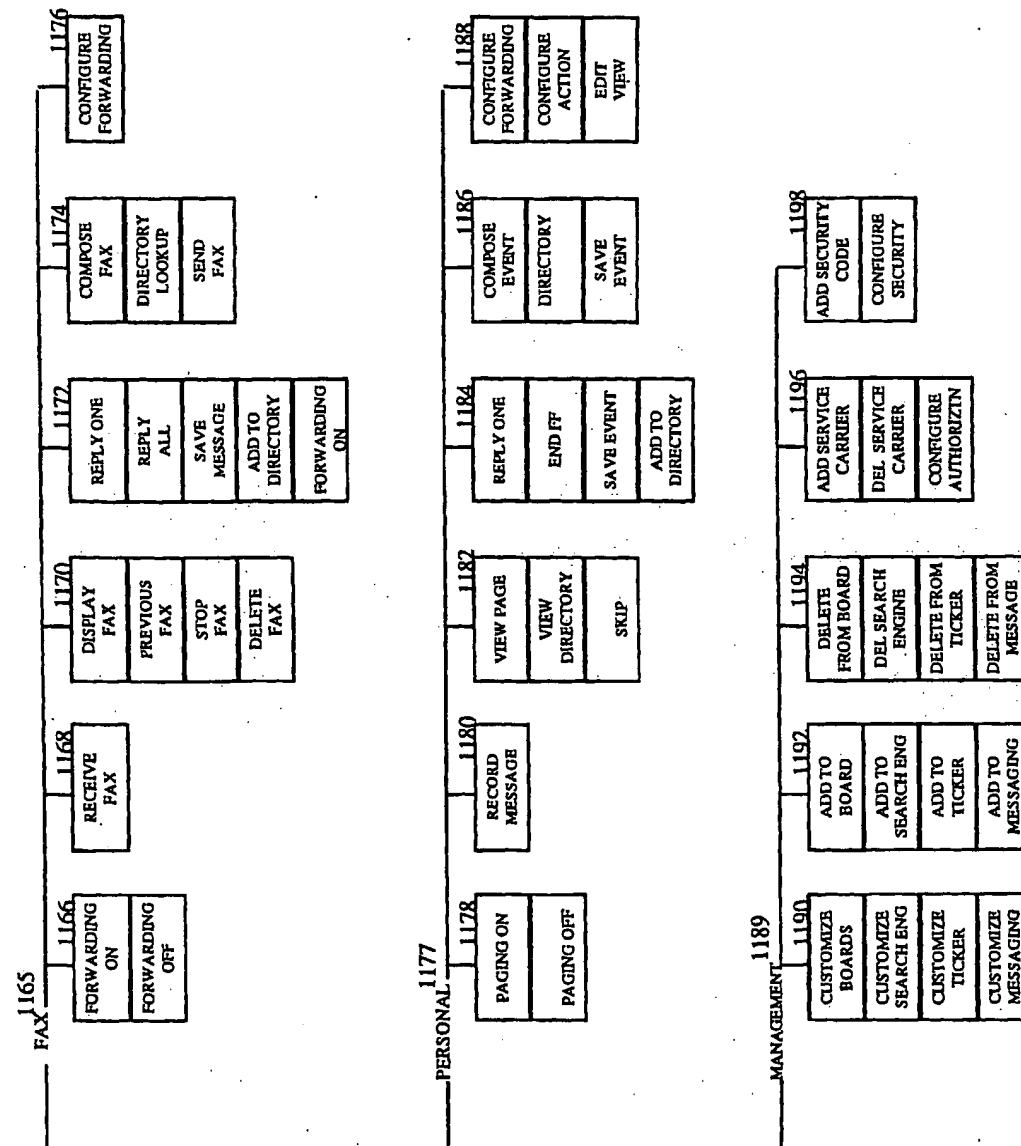 1165
FAX
1166
FORWARDING
ON
FORWARDING
OFF
1168
RECEIVE
FAX
1170
DISPLAY
FAX
PREVIOUS
FAX
STOP
FAX
DELETE
FAX
1172
REPLY ONE
REPLY
ALL
SAVE
MESSAGE
ADD TO
DIRECTORY
FORWARDING
ON
1174
COMPOSE
FAX
DIRECTORY
LOOKUP
SEND
FAX
1176
CONFIGURE
FORWARDING
1177
PERSONAL
1178
PAGING ON
PAGING OFF
1180
RECORD
MESSAGE
1182
VIEW PAGE
VIEW
DIRECTORY
SKIP
1184
REPLY ONE
END FF
SAVE EVENT
ADD TO
DIRECTORY
1186
COMPOSE
EVENT
DIRECTORY
SAVE
EVENT
1188
CONFIGURE
FORWARDING
CONFIGURE
ACTION
EDIT
VIEW
1189
MANAGEMENT
1190
CUSTOMIZE
BOARDS
CUSTOMIZE
SEARCH ENG
CUSTOMIZE
TICKER
CUSTOMIZE
MESSAGING
1192
ADD TO
BOARD
ADD TO
SEARCH ENG
ADD TO
TICKER
ADD TO
MESSAGING
1194
DELETE
FROM BOARD
DEL SEARCH
ENGINE
DELETE FROM
TICKER
DELETE FROM
MESSAGE
1196
ADD SERVICE
CARRIER
DEL SERVICE
CARRIER
CONFIGURE
AUTHORIZTN
1198
ADD SECURITY
CODE
CONFIGURE
SECURITY